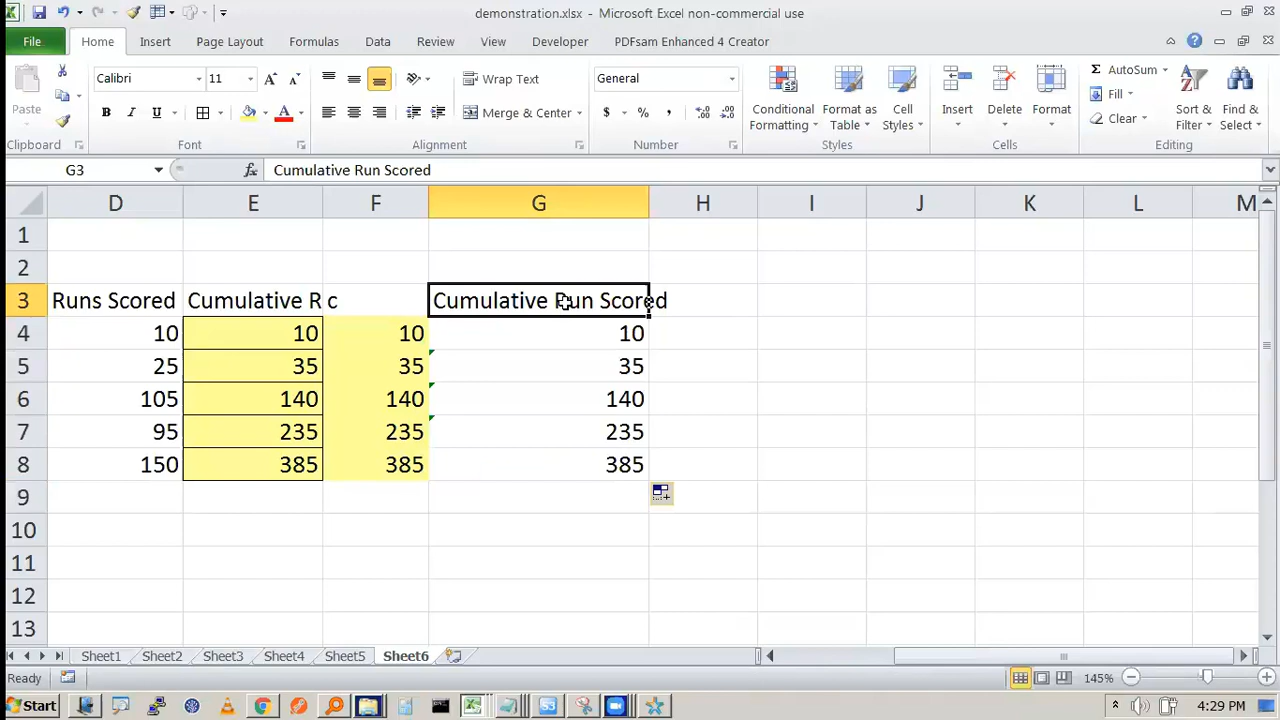 demonstration.xlsx - Microsoft Excel non-commercial use
File Home Insert Page Layout Formulas Data Review View Developer PDFsam Enhanced 4 Creator
Paste
Calibri 11
B I U
Wrap Text
Merge & Center
General
$ % ,
Conditional Formatting
Format as Table
Cell Styles
Insert
Delete
Format
AutoSum
Fill
Clear
Sort & Filter
Find & Select
Clipboard Font Alignment Number Styles Cells Editing
G3 fx Cumulative Run Scored
D E F G H I J K L M
1
2
3 Runs Scored Cumulative R c Cumulative Run Scored
4 10 10 10 10
5 25 35 35 35
6 105 140 140 140
7 95 235 235 235
8 150 385 385 385
9
10
11
12
13
Sheet1 Sheet2 Sheet3 Sheet4 Sheet5 Sheet6
Ready 145%
Start 4:29 PM